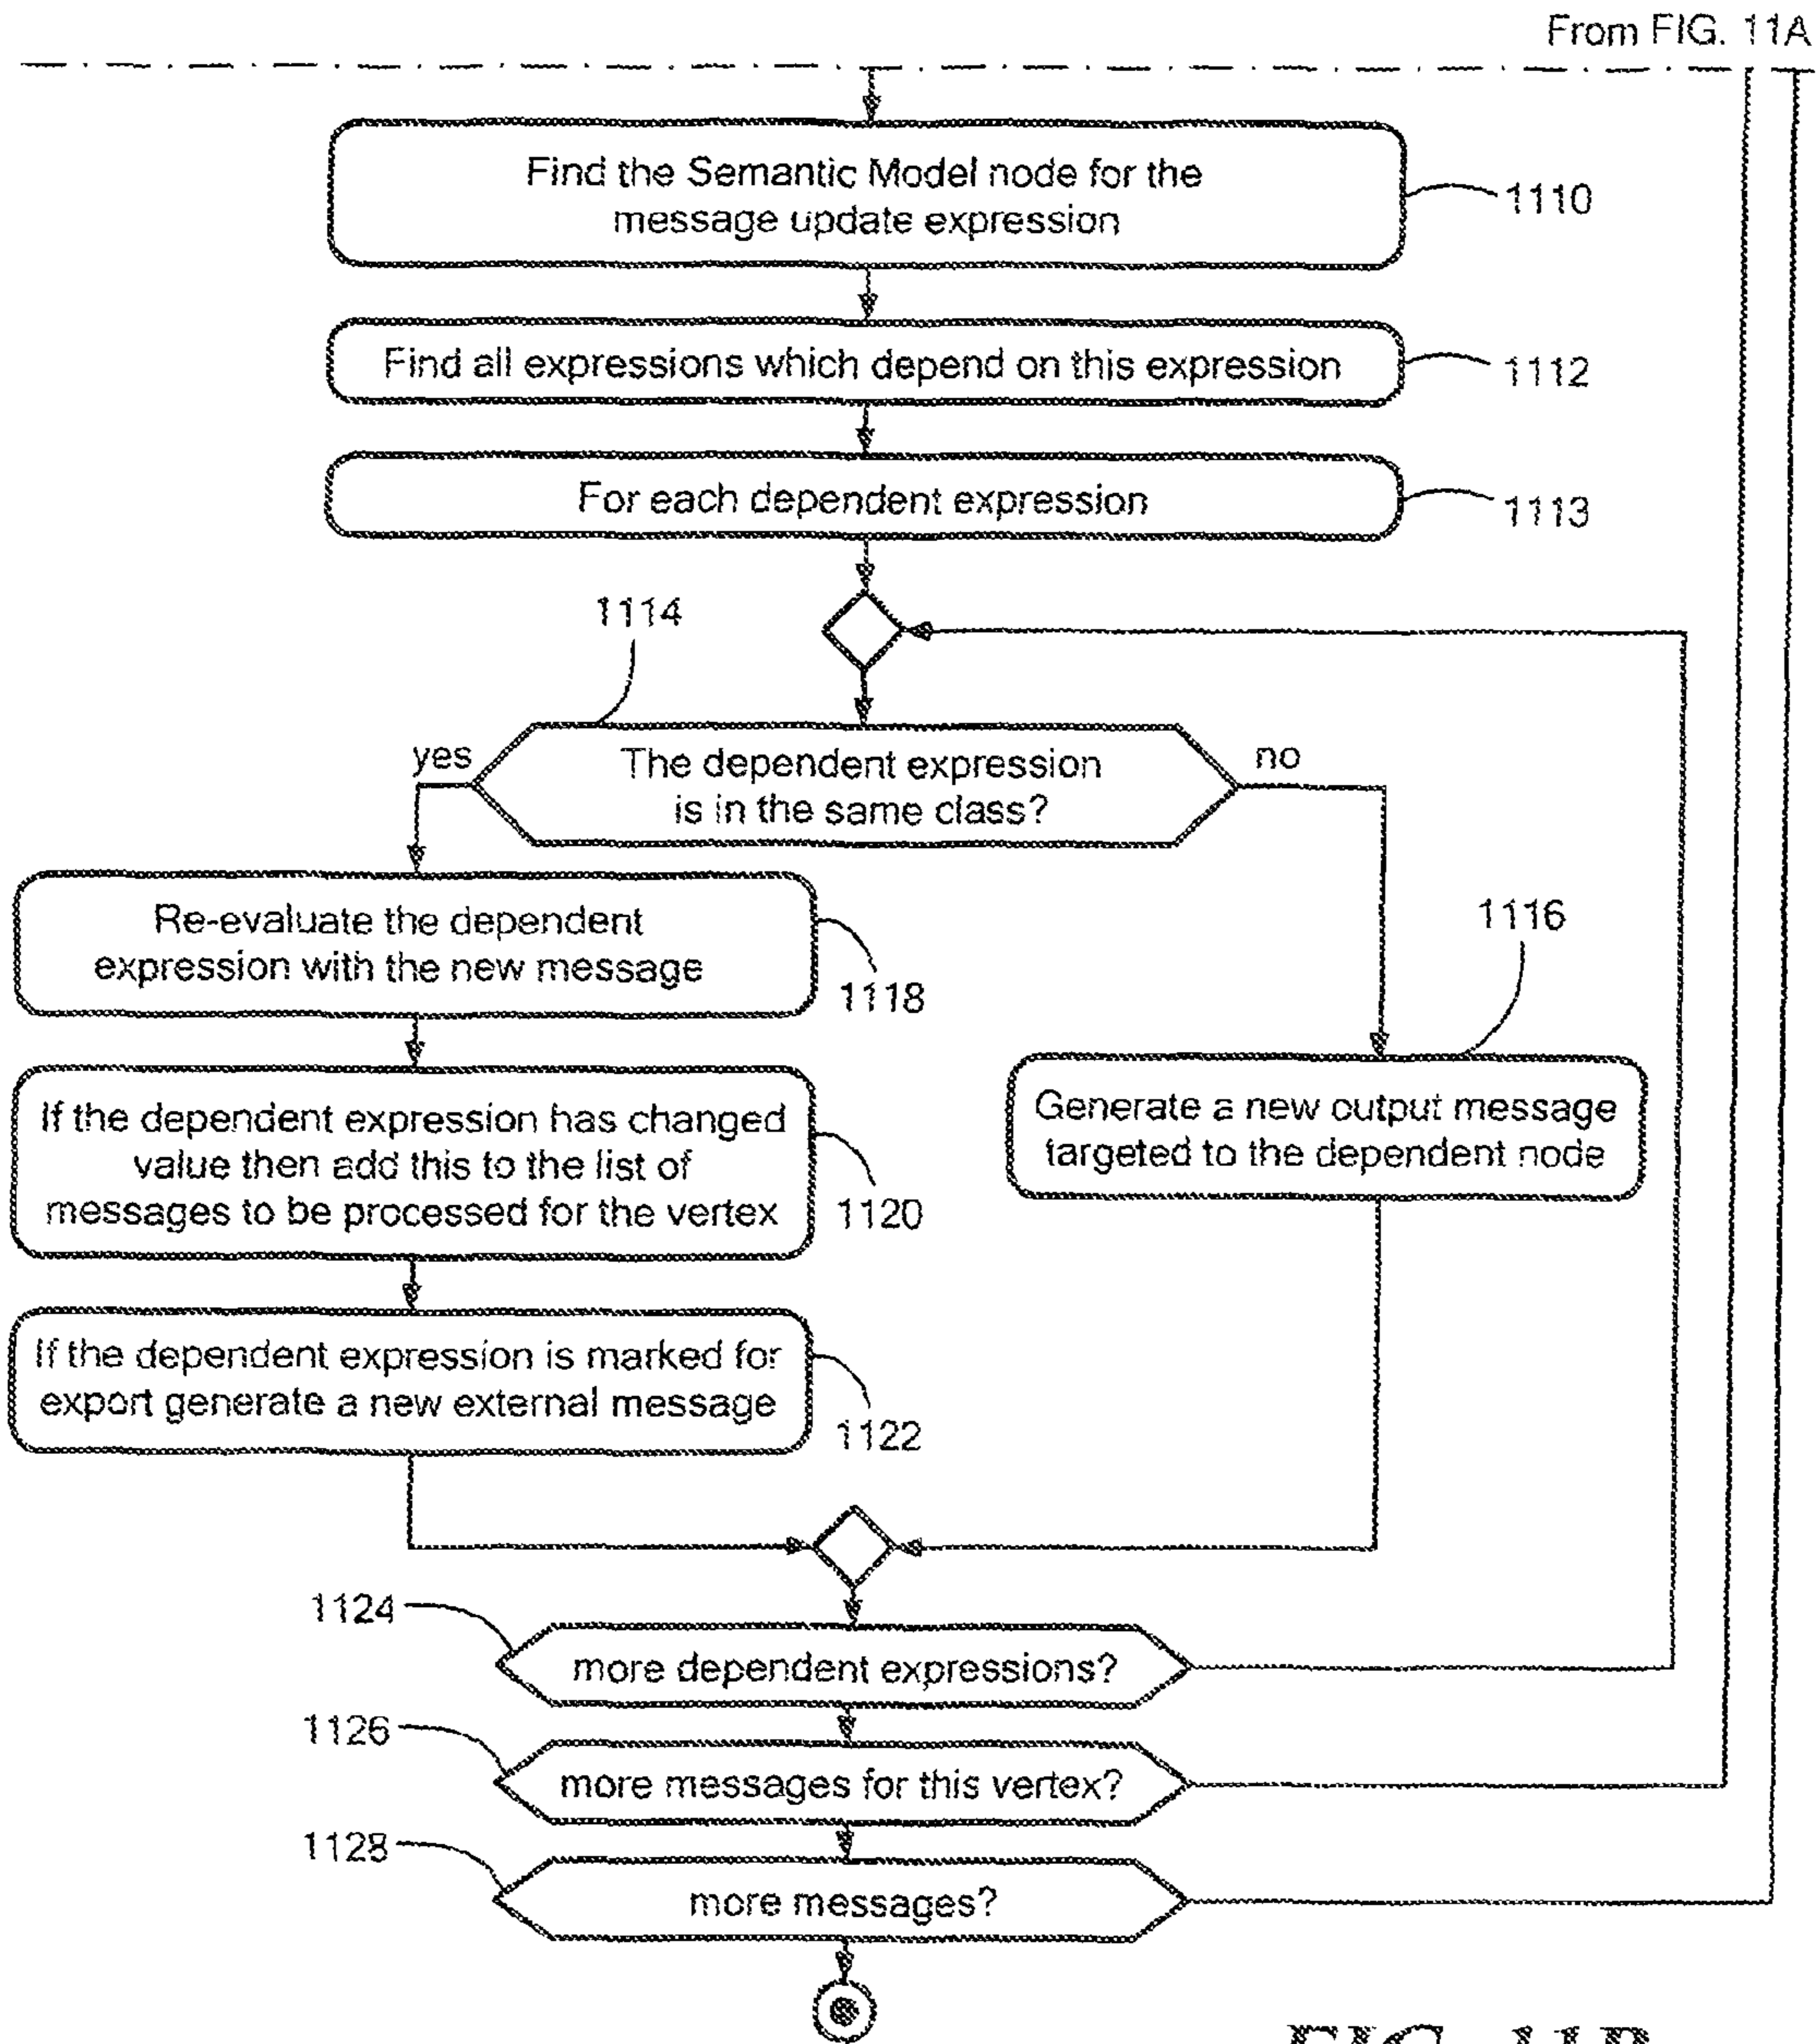 From FIG. 11A
Find the Semantic Model node for the
message update expression
1110
Find all expressions which depend on this expression
1112
For each dependent expression
1113
1114
yes
The dependent expression
is in the same class?
no
Re-evaluate the dependent
expression with the new message
1118
1116
If the dependent expression has changed
value then add this to the list of
messages to be processed for the vertex
1120
Generate a new output message
targeted to the dependent node
If the dependent expression is marked for
export generate a new external message
1122
1124
more dependent expressions?
1126
more messages for this vertex?
1128
more messages?
FIG. 11B